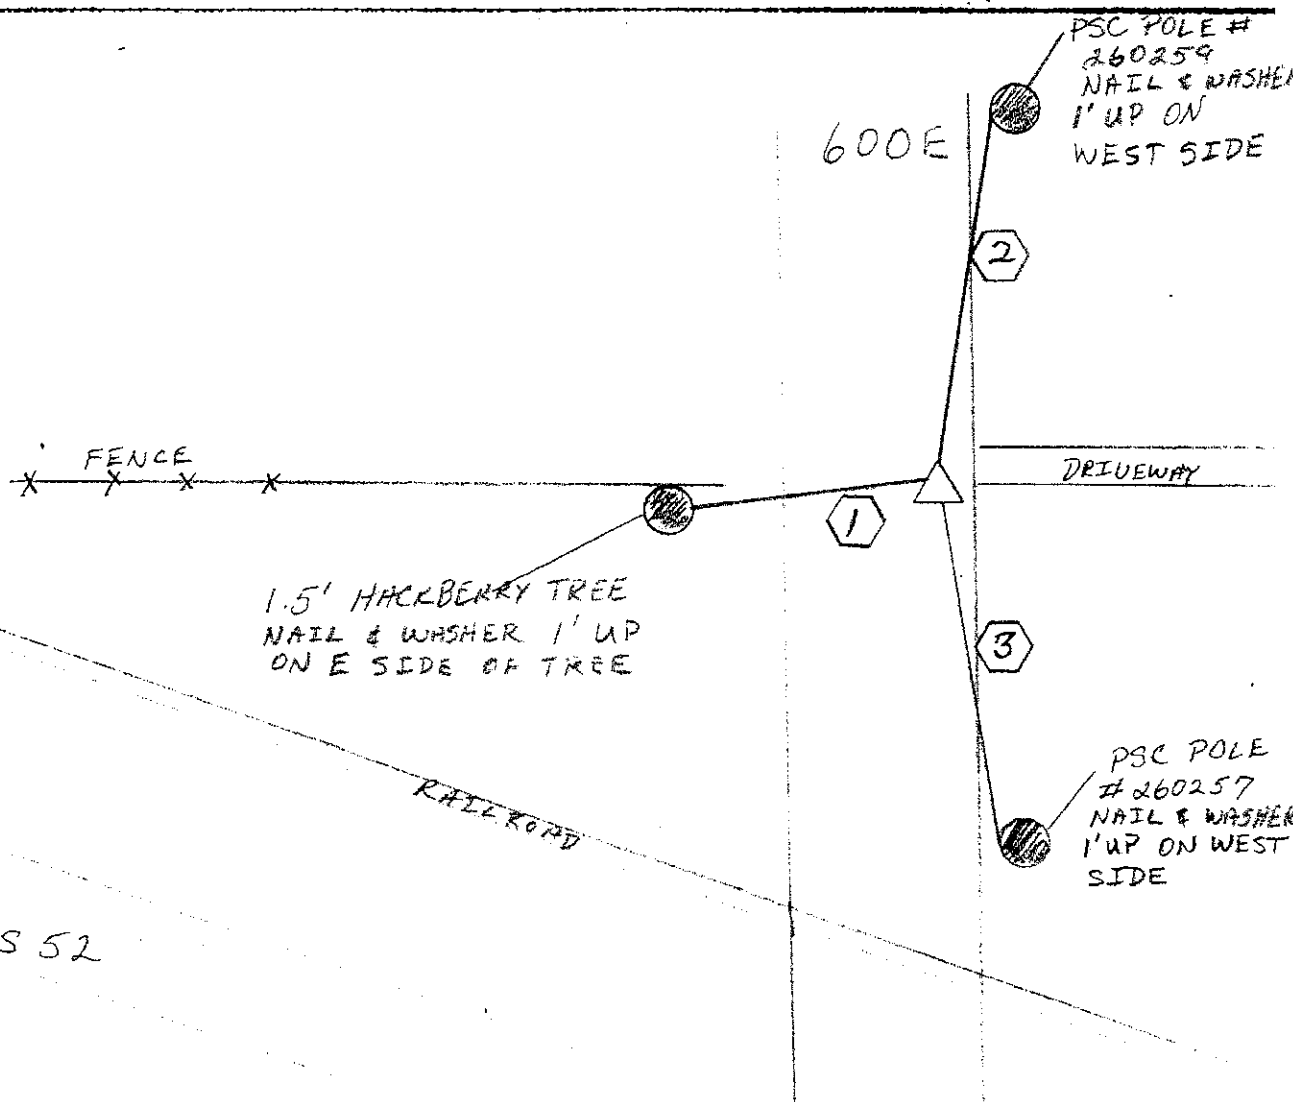 PSC POLE #
260259
NAIL & WASHER
1' UP ON
WEST SIDE
600E
2
FENCE
DRIVEWAY
1
1.5' HACKBERRY TREE
NAIL & WASHER 1' UP
ON E SIDE OF TREE
3
RAILROAD
PSC POLE
# 260257
NAIL & WASHER
1' UP ON WEST
SIDE
S 52